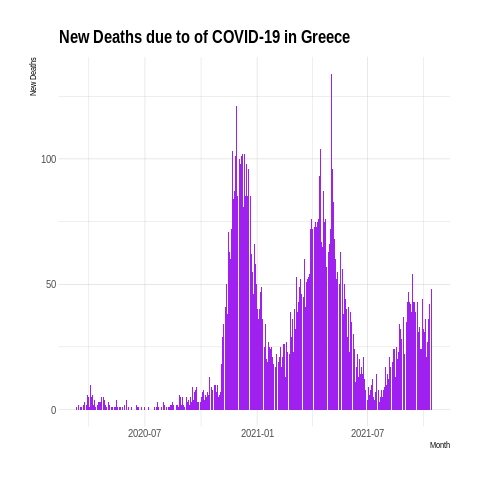 New Deaths due to of COVID-19 in Greece
New Deaths
100
50
0
2020-07 2021-01 2021-07
Month